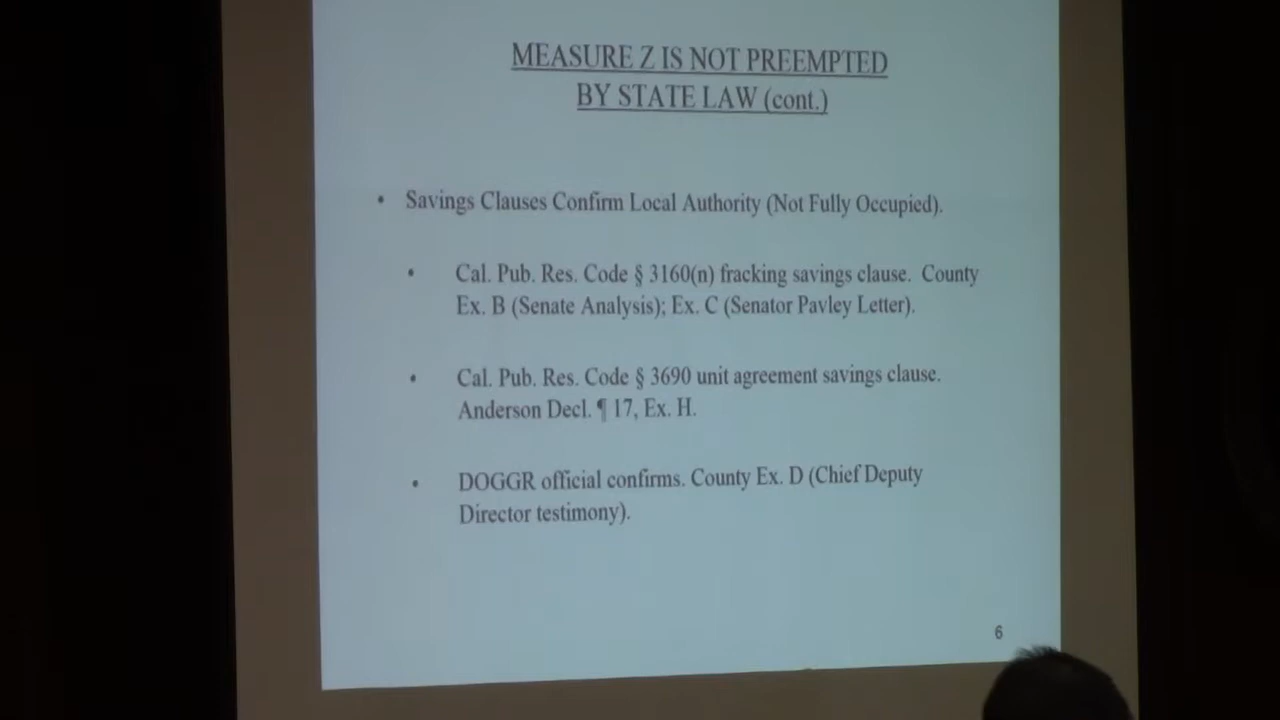 MEASURE Z IS NOT PREEMPTED
BY STATE LAW (cont.)
• Savings Clauses Confirm Local Authority (Not Fully Occupied).
• Cal. Pub. Res. Code § 3160(n) fracking savings clause. County
Ex. B (Senate Analysis); Ex. C (Senator Pavley Letter).
• Cal. Pub. Res. Code § 3690 unit agreement savings clause.
Anderson Decl. ¶ 17, Ex. H.
• DOGGR official confirms. County Ex. D (Chief Deputy
Director testimony).
6